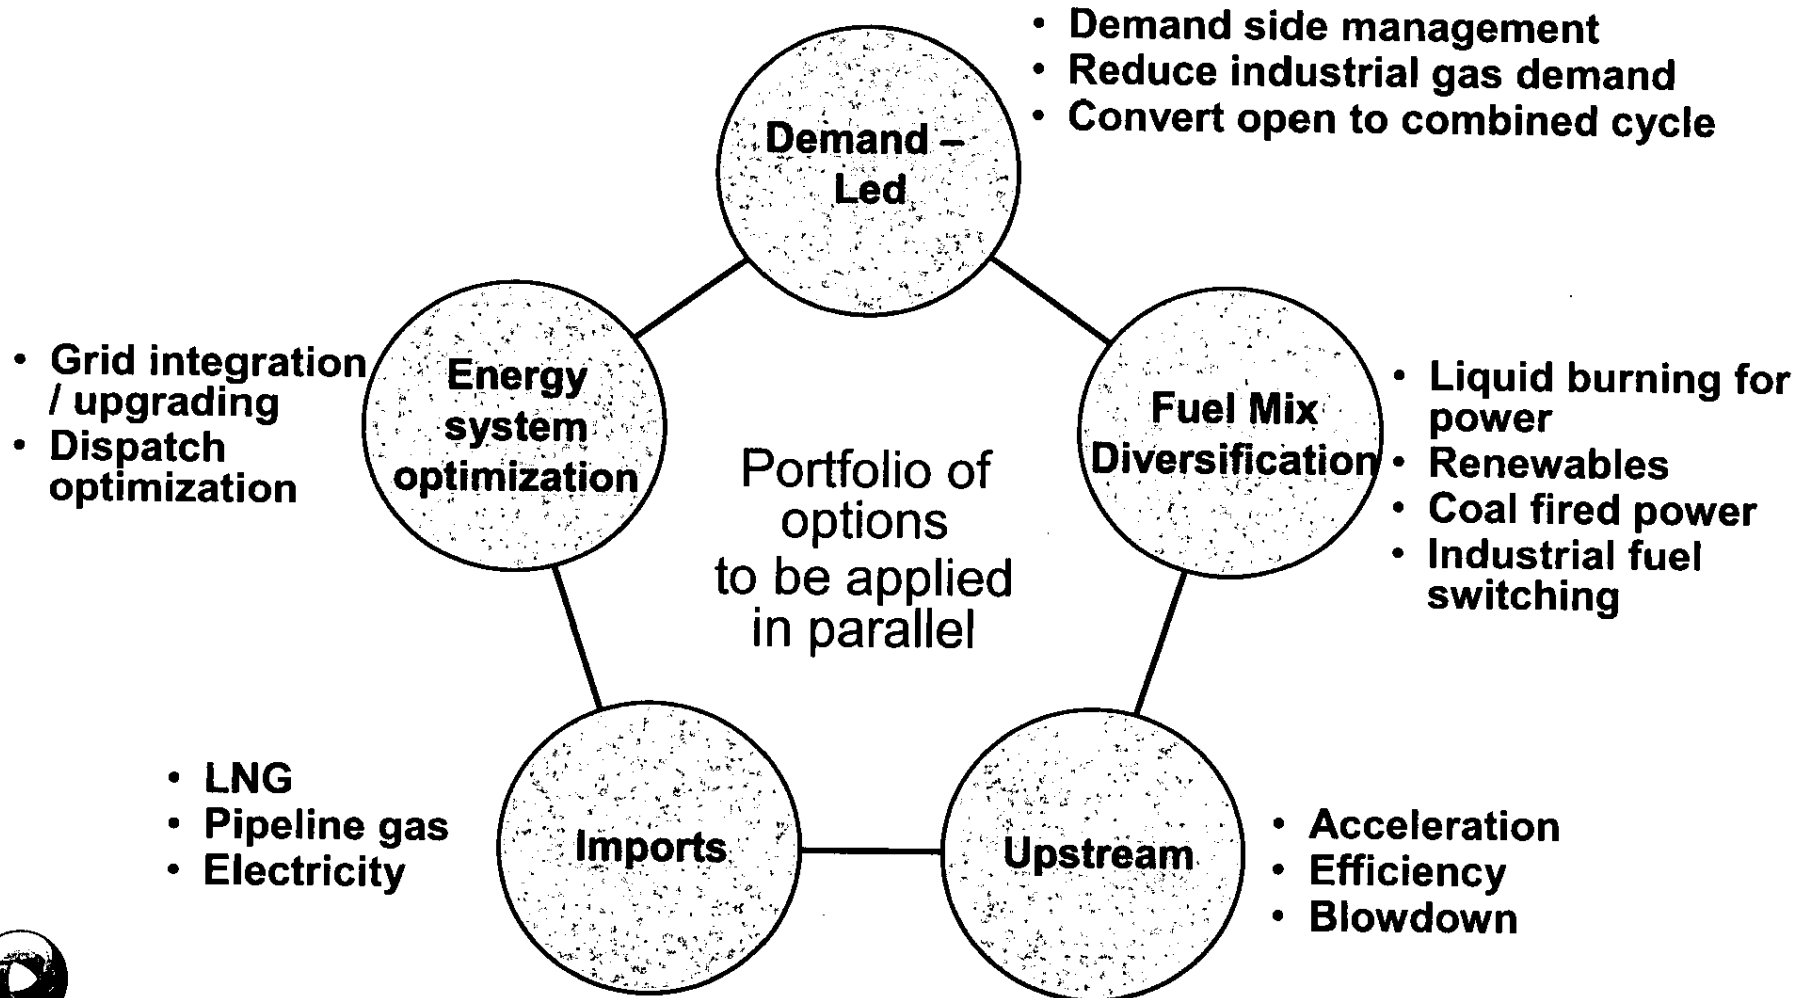 • Demand side management
• Reduce industrial gas demand
• Convert open to combined cycle
Demand –
Led
• Grid integration
/ upgrading
• Dispatch
optimization
Energy
system
optimization
Fuel Mix
Diversification
• Liquid burning for
power
• Renewables
• Coal fired power
• Industrial fuel
switching
Portfolio of
options
to be applied
in parallel
• LNG
• Pipeline gas
• Electricity
Imports
Upstream
• Acceleration
• Efficiency
• Blowdown